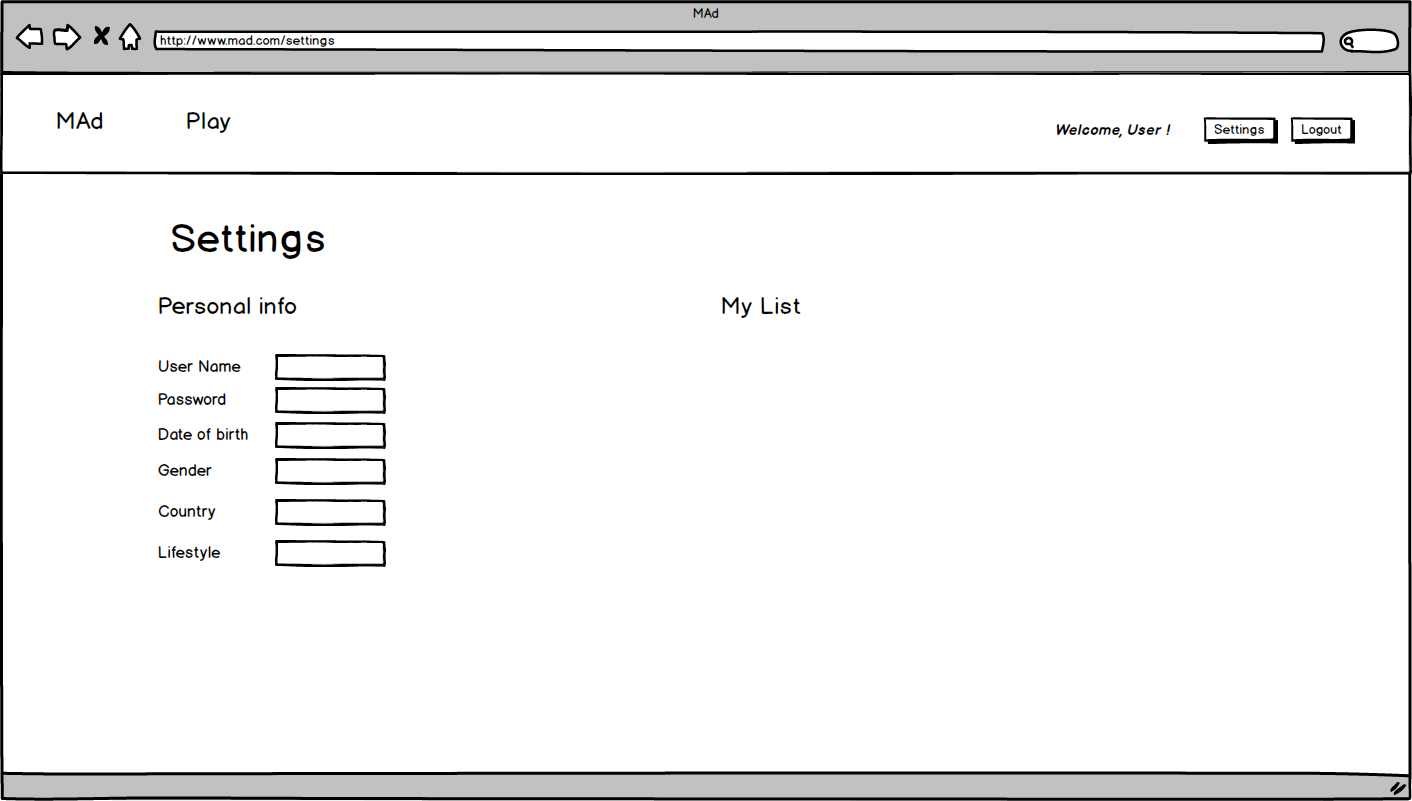 MAd
http://www.mad.com/settings
MAd Play Welcome, User ! Settings Logout
Settings
Personal info My List
User Name
Password
Date of birth
Gender
Country
Lifestyle